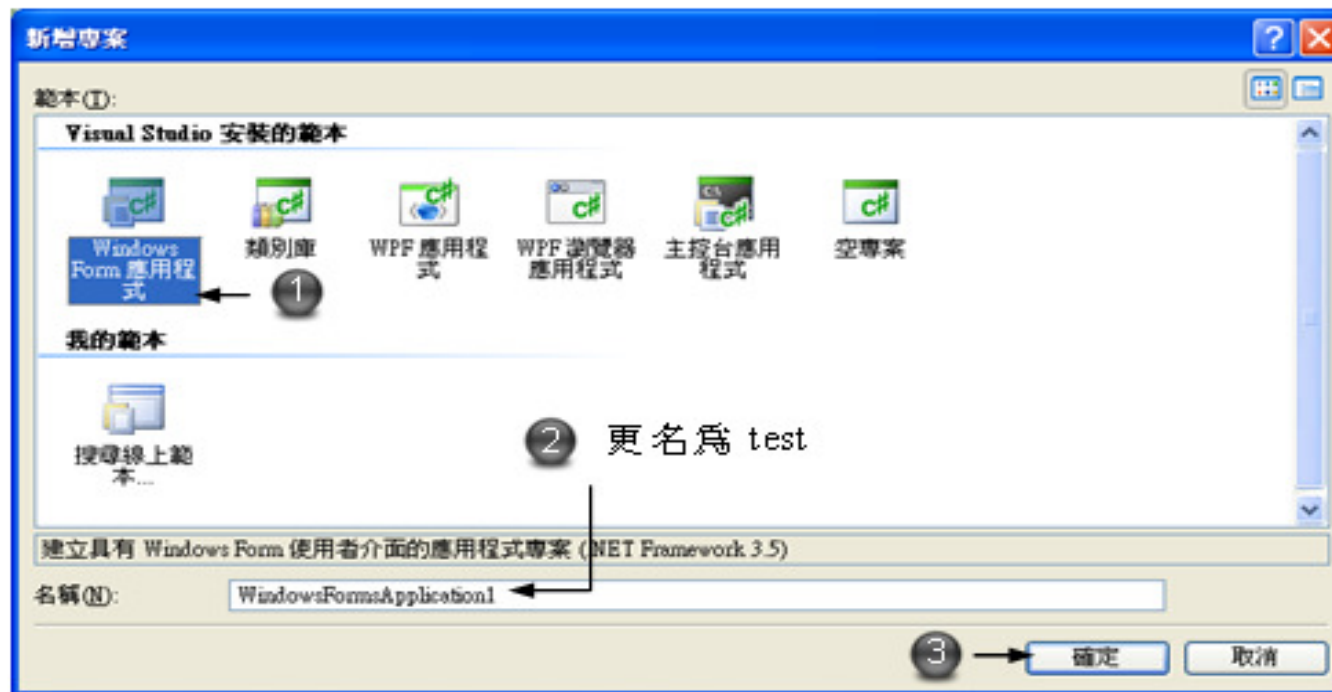 新增專案
範本(T):
Visual Studio 安裝的範本
Windows Form 應用程式
類別庫
WPF 應用程式
WPF 瀏覽器應用程式
主控台應用程式
空專案
1
我的範本
搜尋線上範本...
2 更名為 test
建立具有 Windows Form 使用者介面的應用程式專案 (.NET Framework 3.5)
名稱(N): WindowsFormsApplication1
3 確定 取消